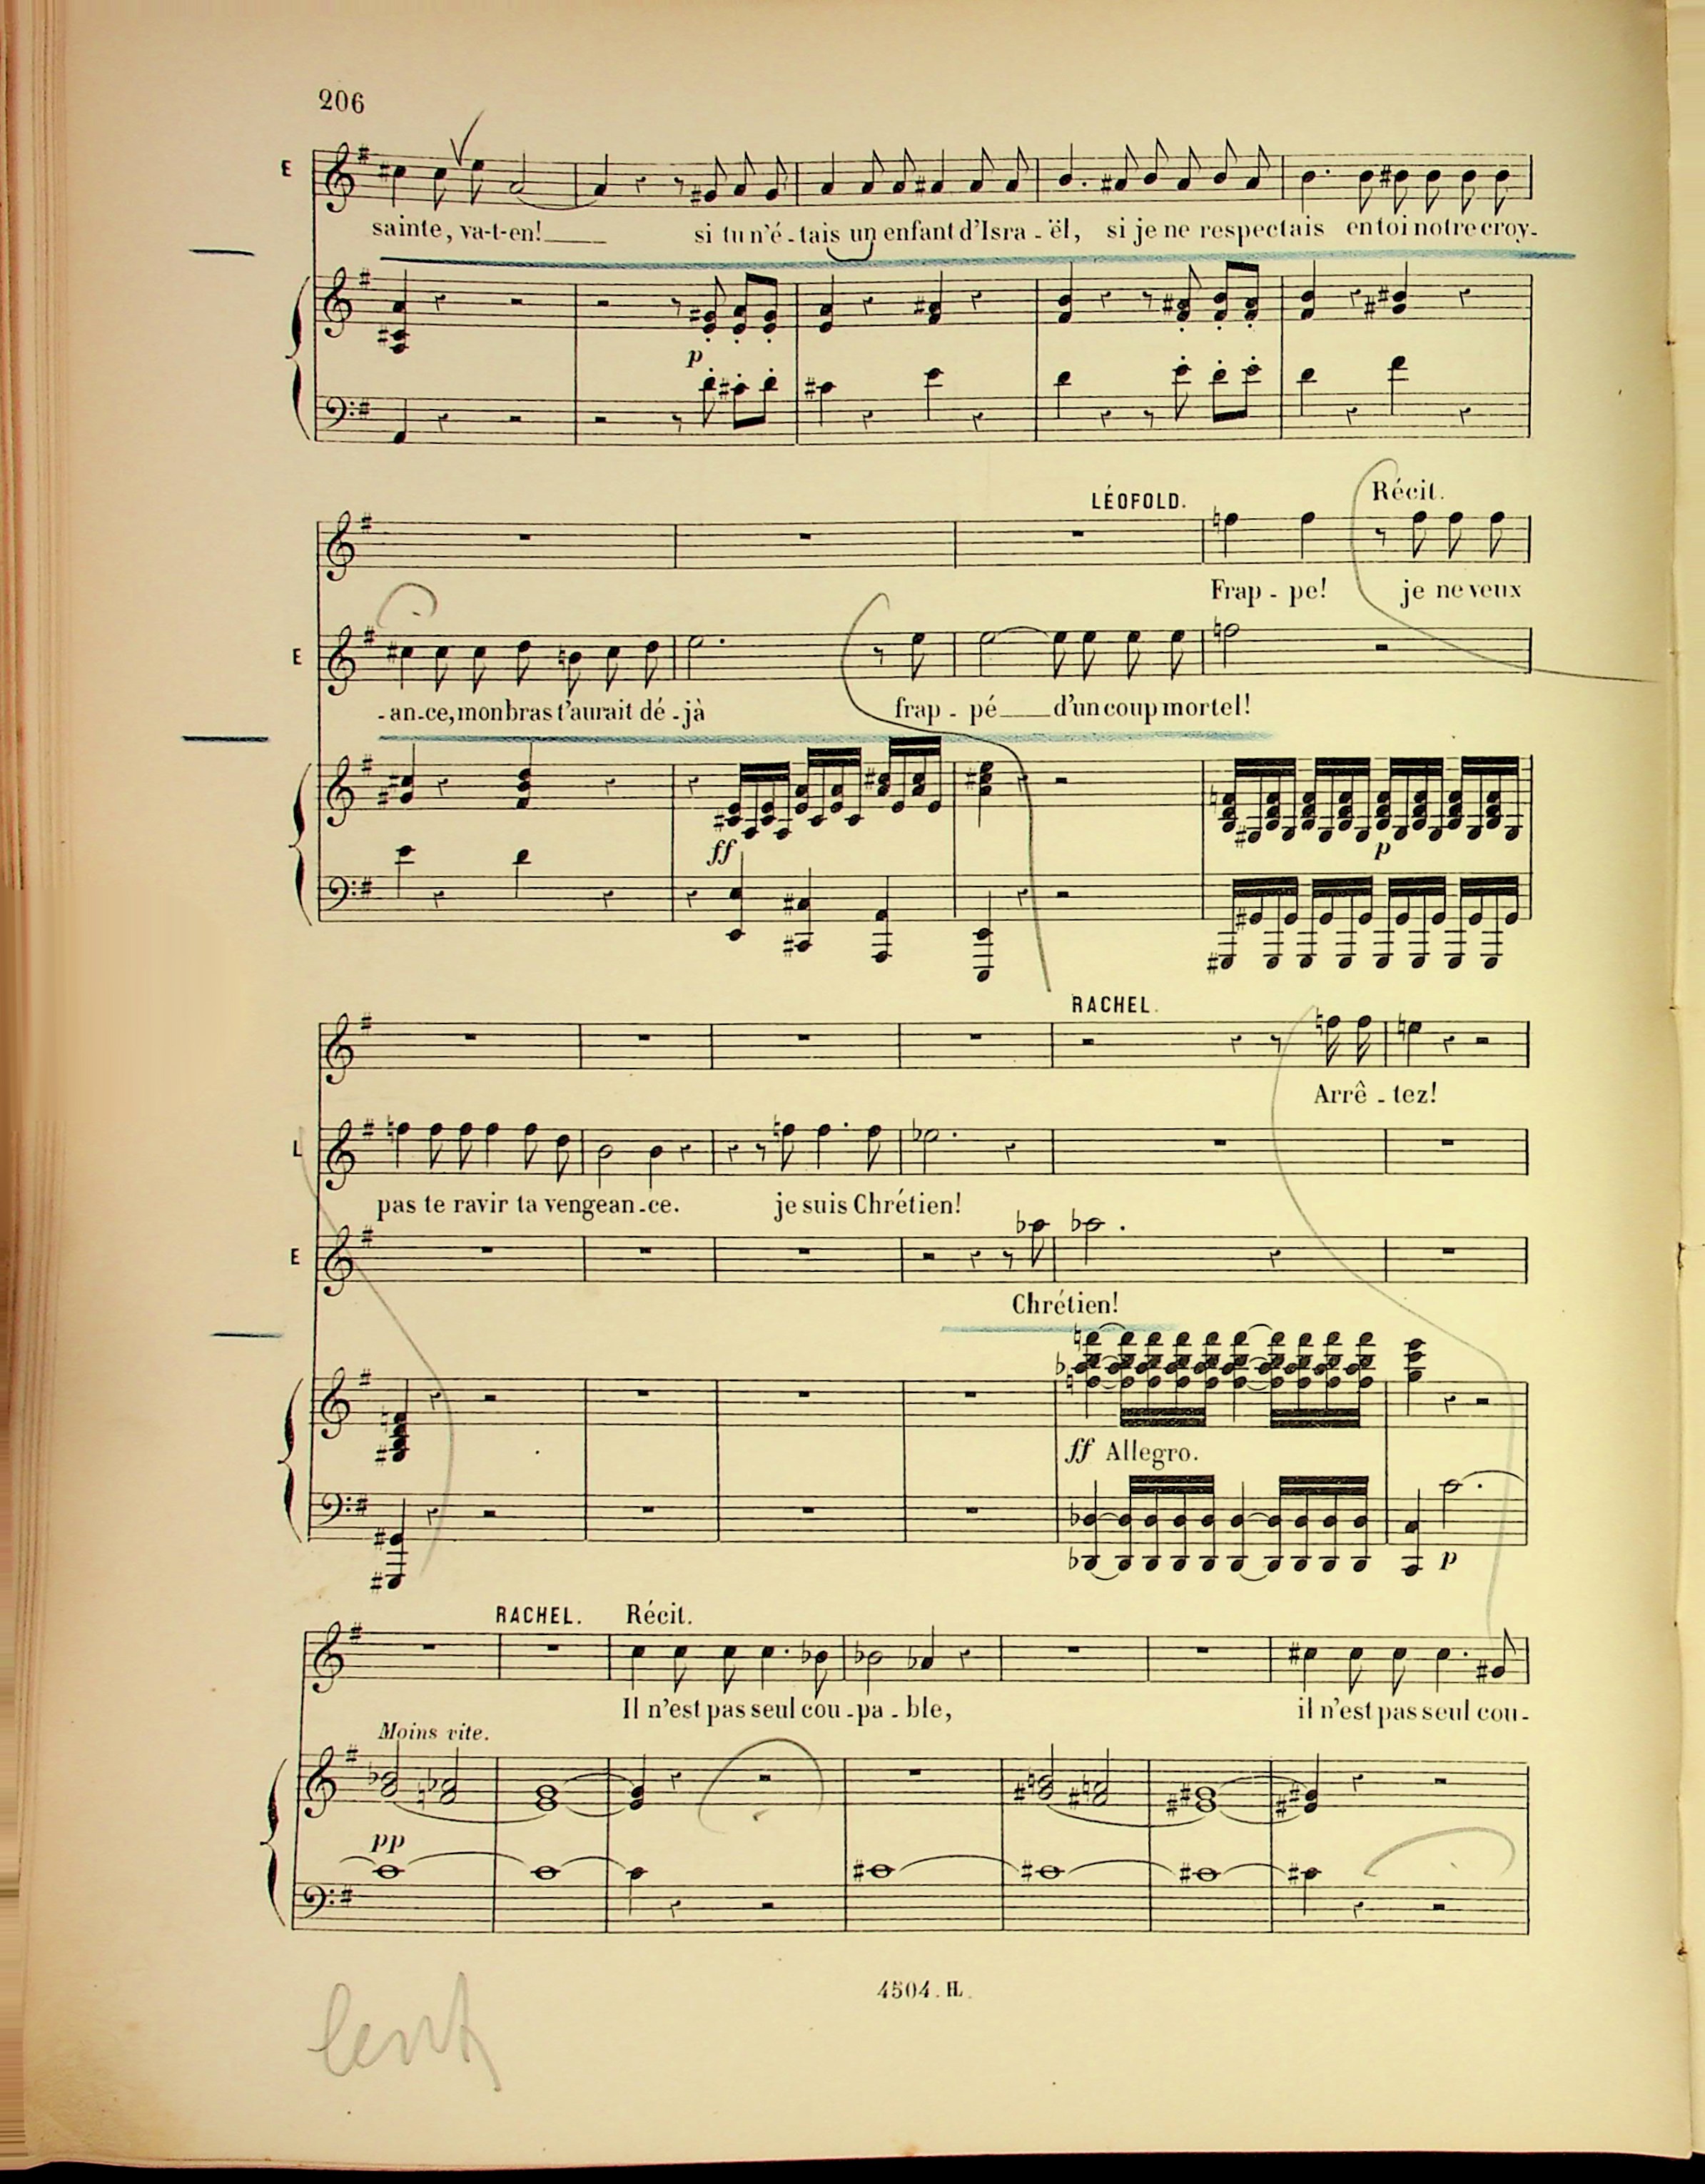 206
E
sainte, va-t-en! si tu n'é-tais un enfant d'Isra-ël, si je ne respectais en toi notre croy-
p
LÉOFOLD. Récit.
Frap-pe! je ne veux
E
-an-ce, mon bras t'aurait dé-jà frap-pé d'un coup mortel!
ff p
RACHEL.
Arrê-tez!
L
pas te ravir ta vengean-ce. je suis Chrétien!
E
Chrétien!
ff Allegro.
p
RACHEL. Récit.
Il n'est pas seul cou-pa-ble, il n'est pas seul cou-
Moins vite.
pp
4504. H.
lent